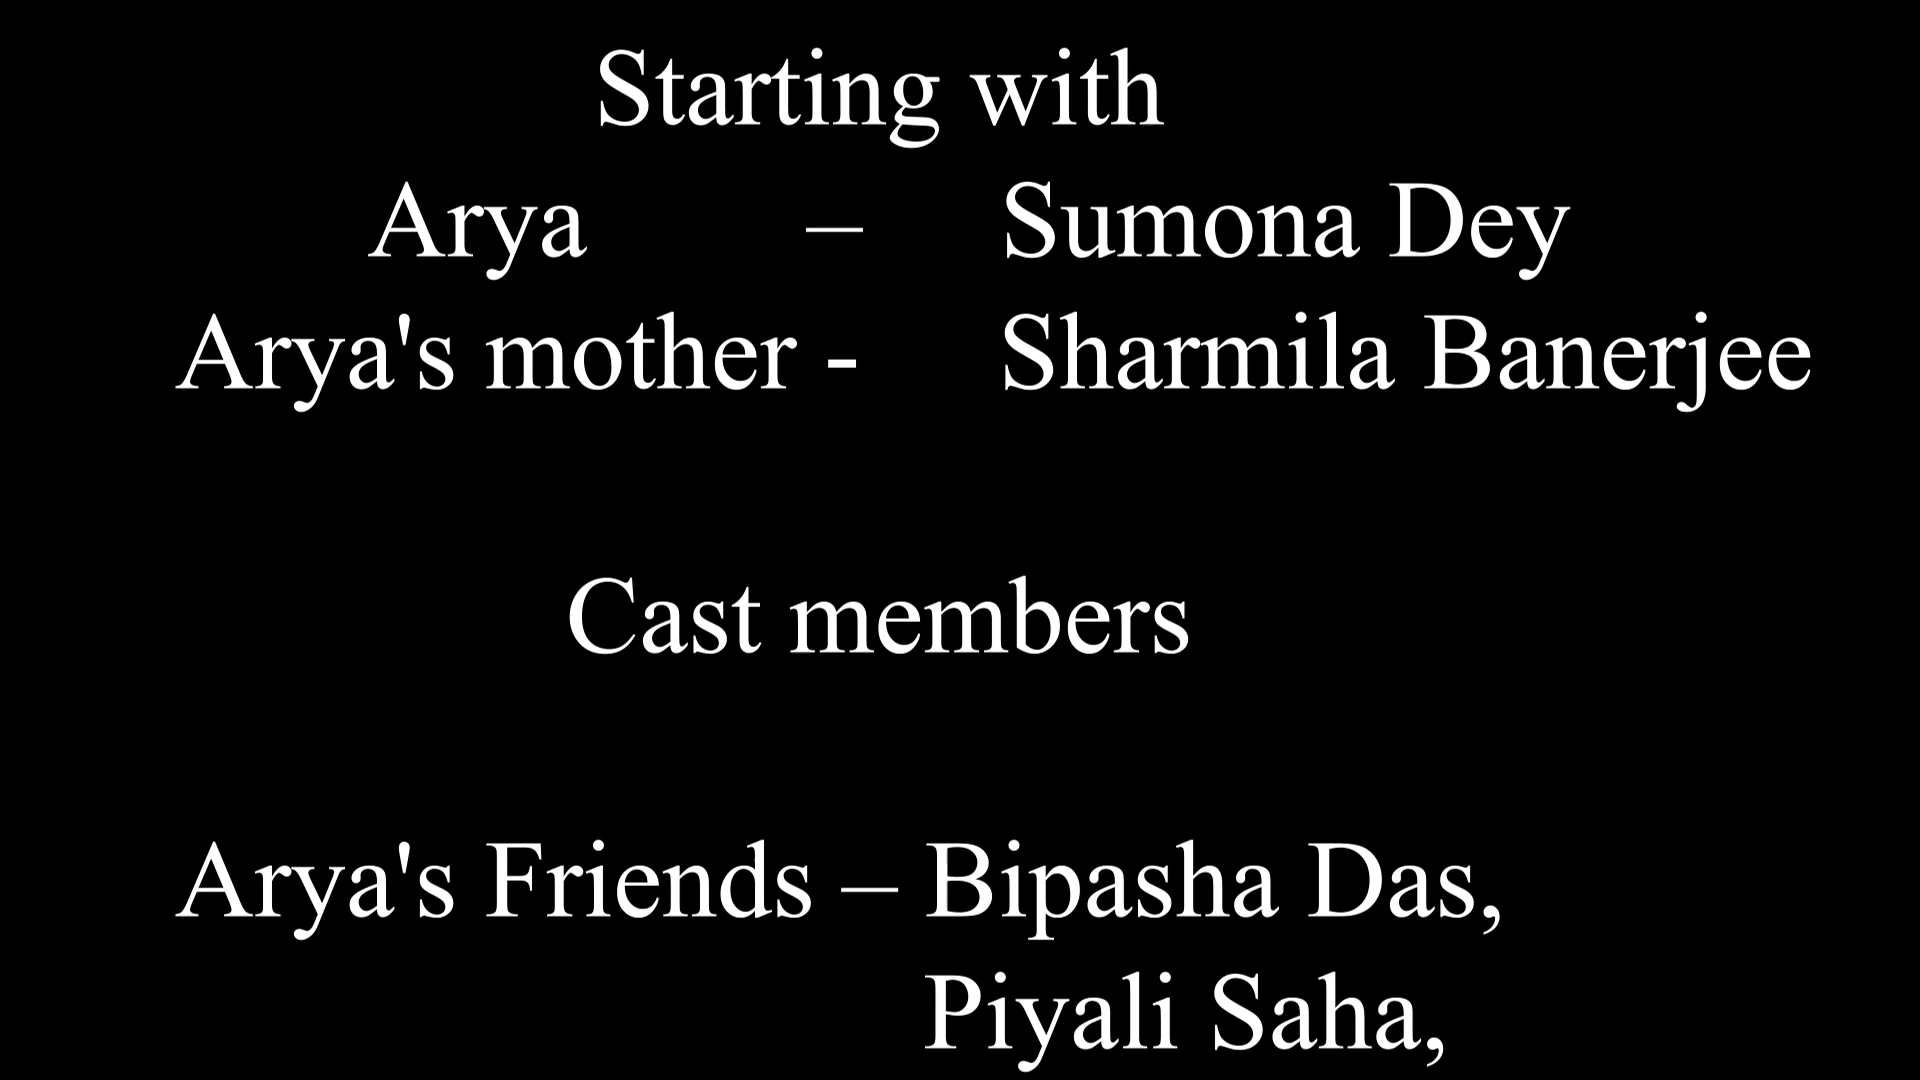 Starting with
Arya – Sumona Dey
Arya's mother - Sharmila Banerjee
Cast members
Arya's Friends – Bipasha Das,
Piyali Saha,